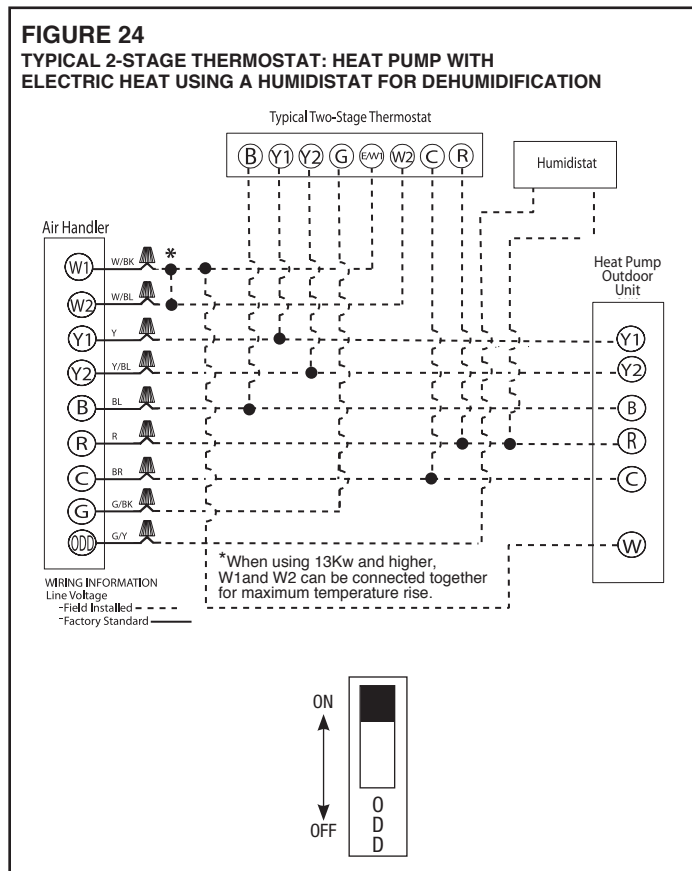 FIGURE 24
TYPICAL 2-STAGE THERMOSTAT: HEAT PUMP WITH
ELECTRIC HEAT USING A HUMIDISTAT FOR DEHUMIDIFICATION
Typical Two-Stage Thermostat
B Y1 Y2 G E/W1 W2 C R
Humidistat
Air Handler
W1 W/BK *
W2 W/BL
Y1 Y
Y2 Y/BL
B BL
R R
C BR
G G/BK
ODD G/Y
Heat Pump
Outdoor
Unit
Y1
Y2
B
R
C
W
*When using 13Kw and higher,
W1and W2 can be connected together
for maximum temperature rise.
WIRING INFORMATION
Line Voltage
-Field Installed
-Factory Standard
ON
OFF
O
D
D